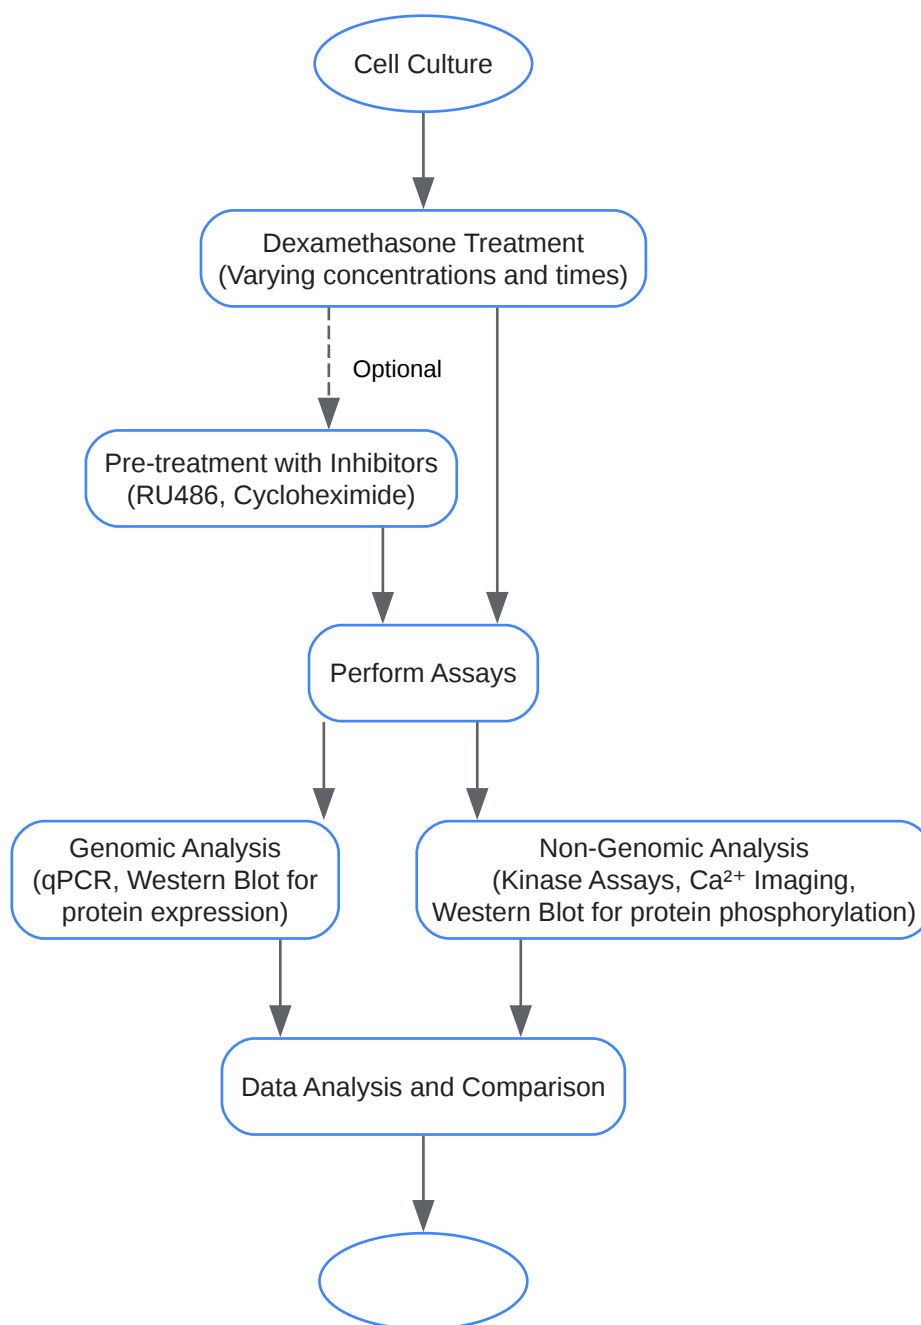 Cell Culture
Dexamethasone Treatment
(Varying concentrations and times)
Optional
Pre-treatment with Inhibitors
(RU486, Cycloheximide)
Perform Assays
Genomic Analysis
(qPCR, Western Blot for
protein expression)
Non-Genomic Analysis
(Kinase Assays, Ca²⁺ Imaging,
Western Blot for protein phosphorylation)
Data Analysis and Comparison